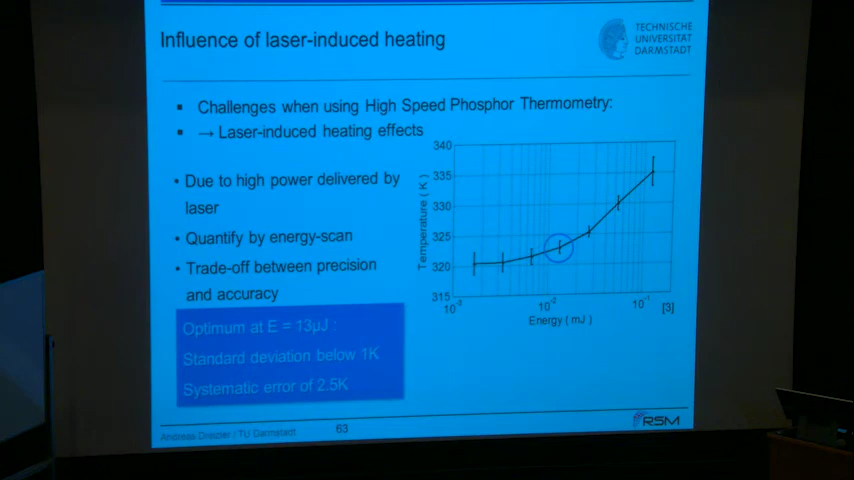 Influence of laser-induced heating
TECHNISCHE
UNIVERSITÄT
DARMSTADT
▪ Challenges when using High Speed Phosphor Thermometry:
▪ → Laser-induced heating effects
• Due to high power delivered by
laser
• Quantify by energy-scan
• Trade-off between precision
and accuracy
Optimum at E = 13µJ :
Standard deviation below 1K
Systematic error of 2.5K
Temperature ( K )
340
335
330
325
320
315
10⁻³
10⁻²
10⁻¹
[3]
Energy ( mJ )
Andreas Dreizler / TU Darmstadt
63
RSM